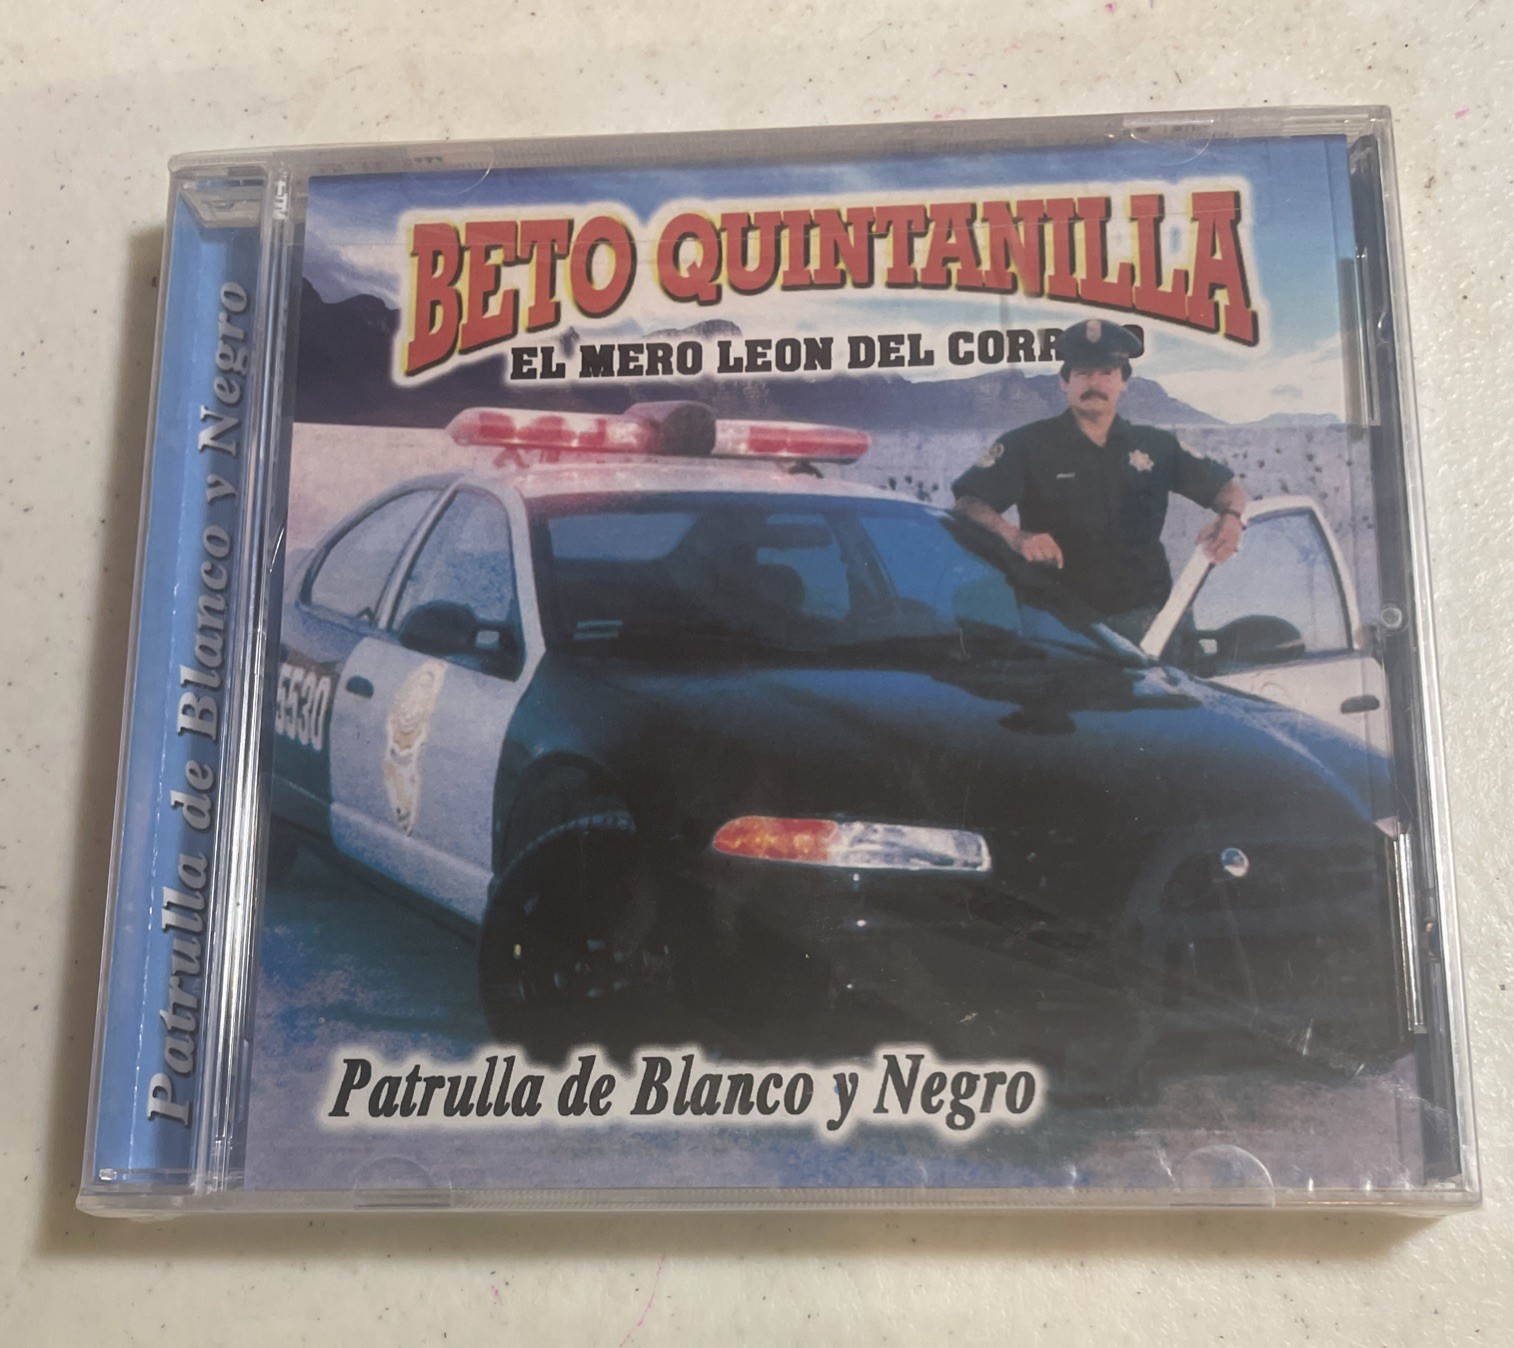 BETO QUINTANILLA
EL MERO LEON DEL
5530
Patrulla de Blanco y Negro
Patrulla de Blanco y Negro